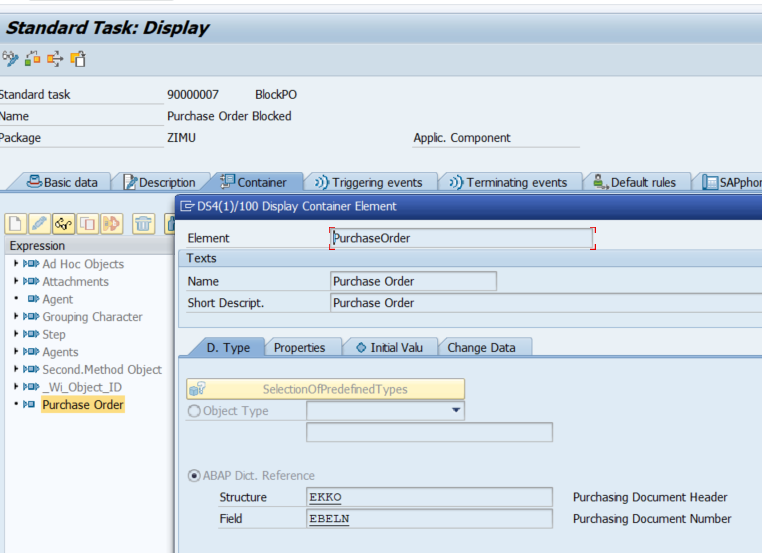 Standard Task: Display
Standard task 90000007 BlockPO
Name Purchase Order Blocked
Package ZIMU Applic. Component
Basic data Description Container Triggering events Terminating events Default rules SAPphon
DS4(1)/100 Display Container Element
Expression
Ad Hoc Objects
Attachments
Agent
Grouping Character
Step
Agents
Second.Method Object
_Wi_Object_ID
Purchase Order
Element PurchaseOrder
Texts
Name Purchase Order
Short Descript. Purchase Order
D. Type Properties Initial Valu Change Data
SelectionOfPredefinedTypes
Object Type
ABAP Dict. Reference
Structure EKKO Purchasing Document Header
Field EBELN Purchasing Document Number